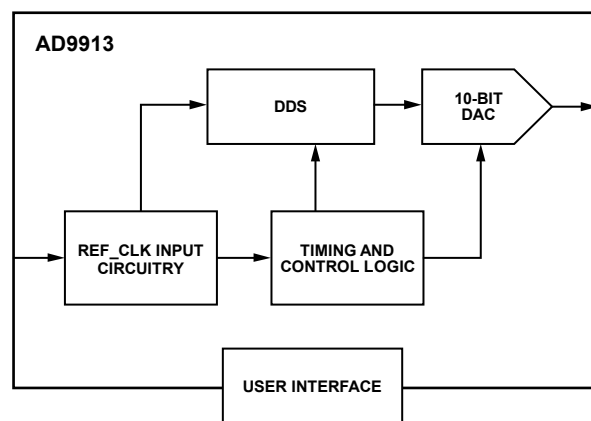 AD9913
DDS
10-BIT
DAC
REF_CLK INPUT
CIRCUITRY
TIMING AND
CONTROL LOGIC
USER INTERFACE